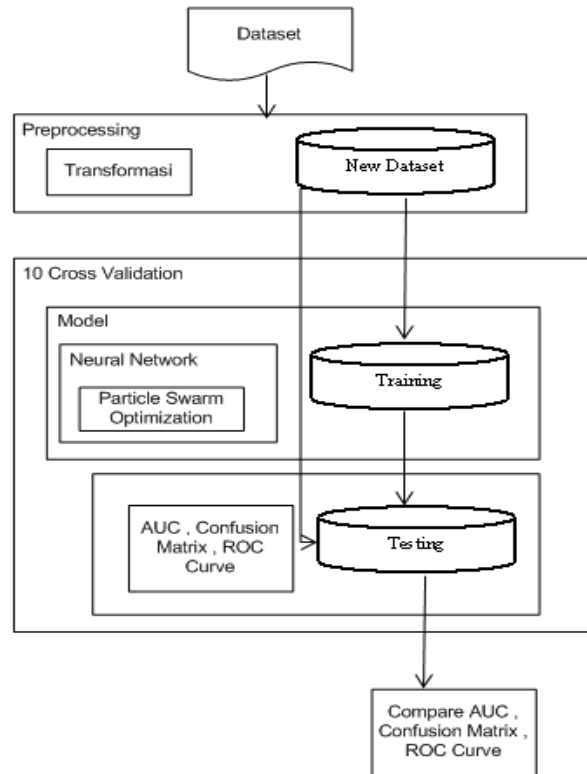 Dataset
Preprocessing
Transformasi
New Dataset
10 Cross Validation
Model
Neural Network
Particle Swarm
Optimization
Training
AUC , Confusion
Matrix , ROC
Curve
Testing
Compare AUC ,
Confusion Matrix ,
ROC Curve